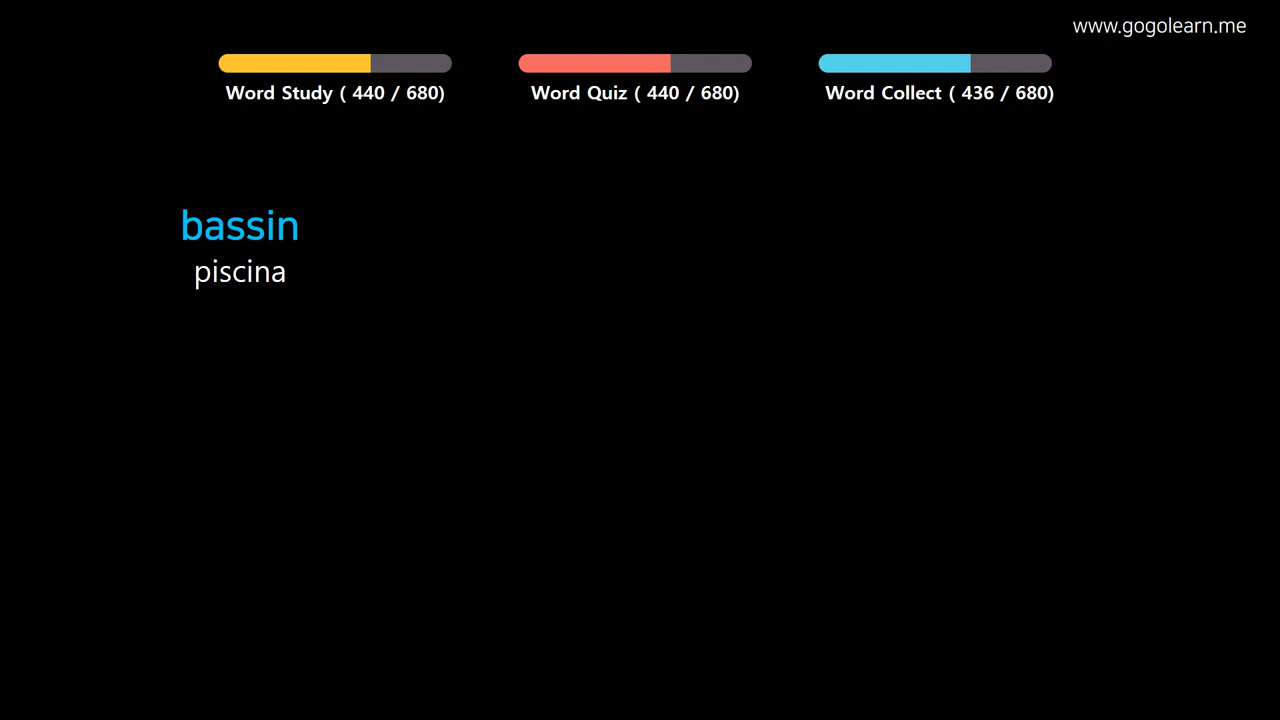 www.gogolearn.me
Word Study ( 440 / 680)
Word Quiz ( 440 / 680)
Word Collect ( 436 / 680)
bassin
piscina